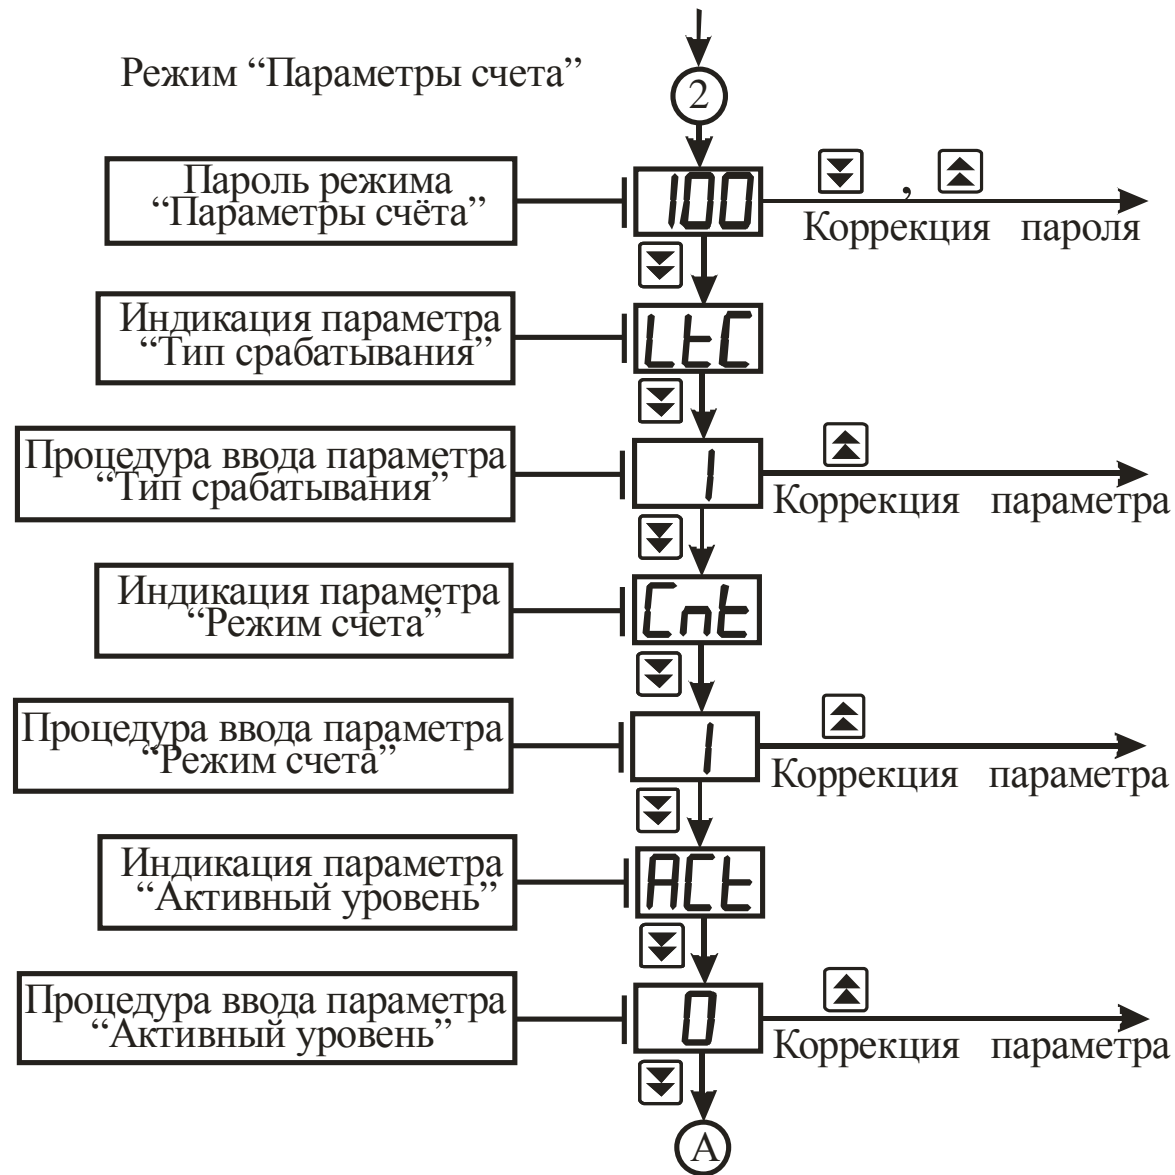 Режим “Параметры счета”
2
Пароль режима
“Параметры счёта”
100
,
Коррекция пароля
Индикация параметра
“Тип срабатывания”
LtC
Процедура ввода параметра
“Тип срабатывания”
1
Коррекция параметра
Индикация параметра
“Режим счета”
Cnt
Процедура ввода параметра
“Режим счета”
1
Коррекция параметра
Индикация параметра
“Активный уровень”
ACt
Процедура ввода параметра
“Активный уровень”
0
Коррекция параметра
А